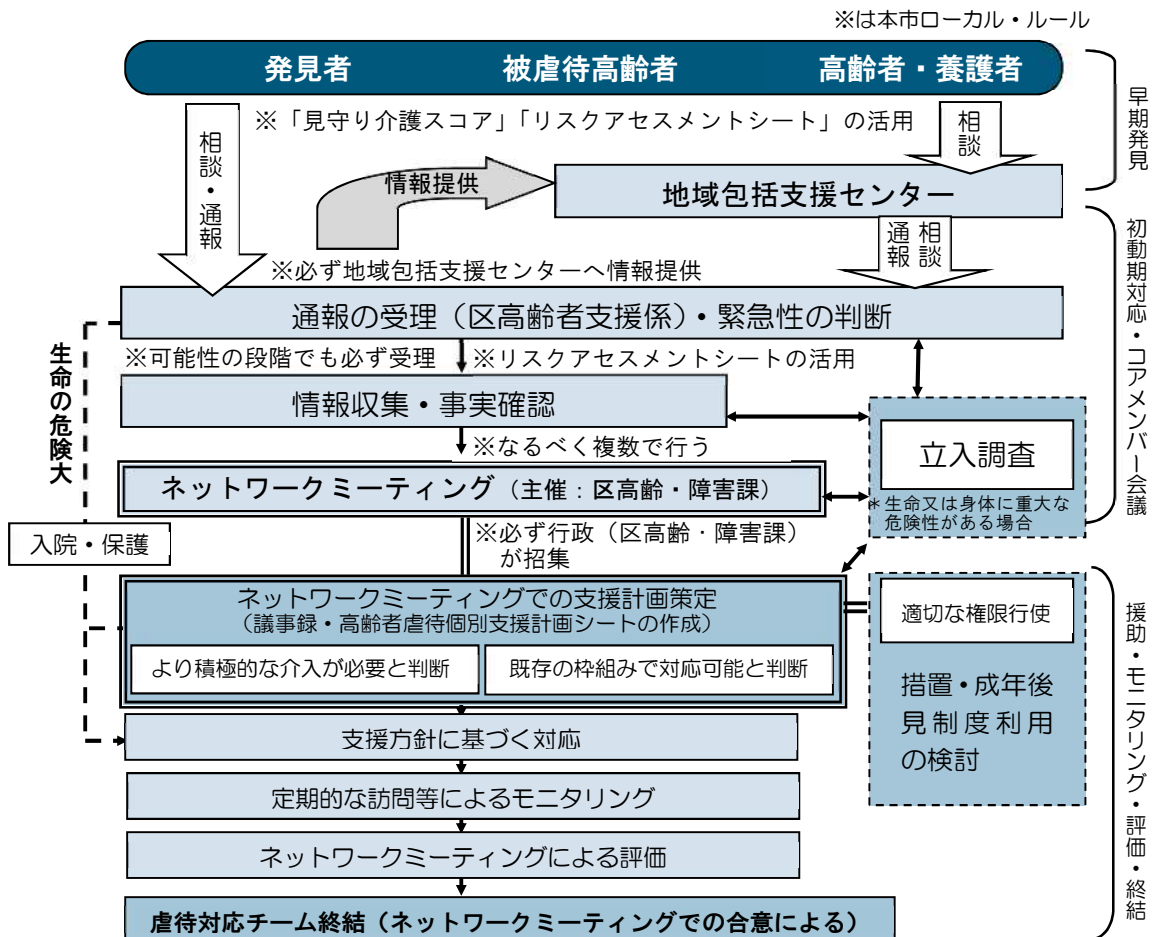 ※は本市ローカル・ルール
発見者 被虐待高齢者 高齢者・養護者
※「見守り介護スコア」「リスクアセスメントシート」の活用
相談・通報
相談
早期発見
情報提供
地域包括支援センター
相談
通報
※必ず地域包括支援センターへ情報提供
通報の受理（区高齢者支援係）・緊急性の判断
※可能性の段階でも必ず受理
※リスクアセスメントシートの活用
生命の危険大
情報収集・事実確認
※なるべく複数で行う
立入調査
＊生命又は身体に重大な
危険性がある場合
初動期対応・コアメンバー会議
ネットワークミーティング（主催：区高齢・障害課）
※必ず行政（区高齢・障害課）
が招集
入院・保護
ネットワークミーティングでの支援計画策定
（議事録・高齢者虐待個別支援計画シートの作成）
より積極的な介入が必要と判断
既存の枠組みで対応可能と判断
適切な権限行使
措置・成年後
見制度利用
の検討
支援方針に基づく対応
定期的な訪問等によるモニタリング
ネットワークミーティングによる評価
虐待対応チーム終結（ネットワークミーティングでの合意による）
援助・モニタリング・評価・終結